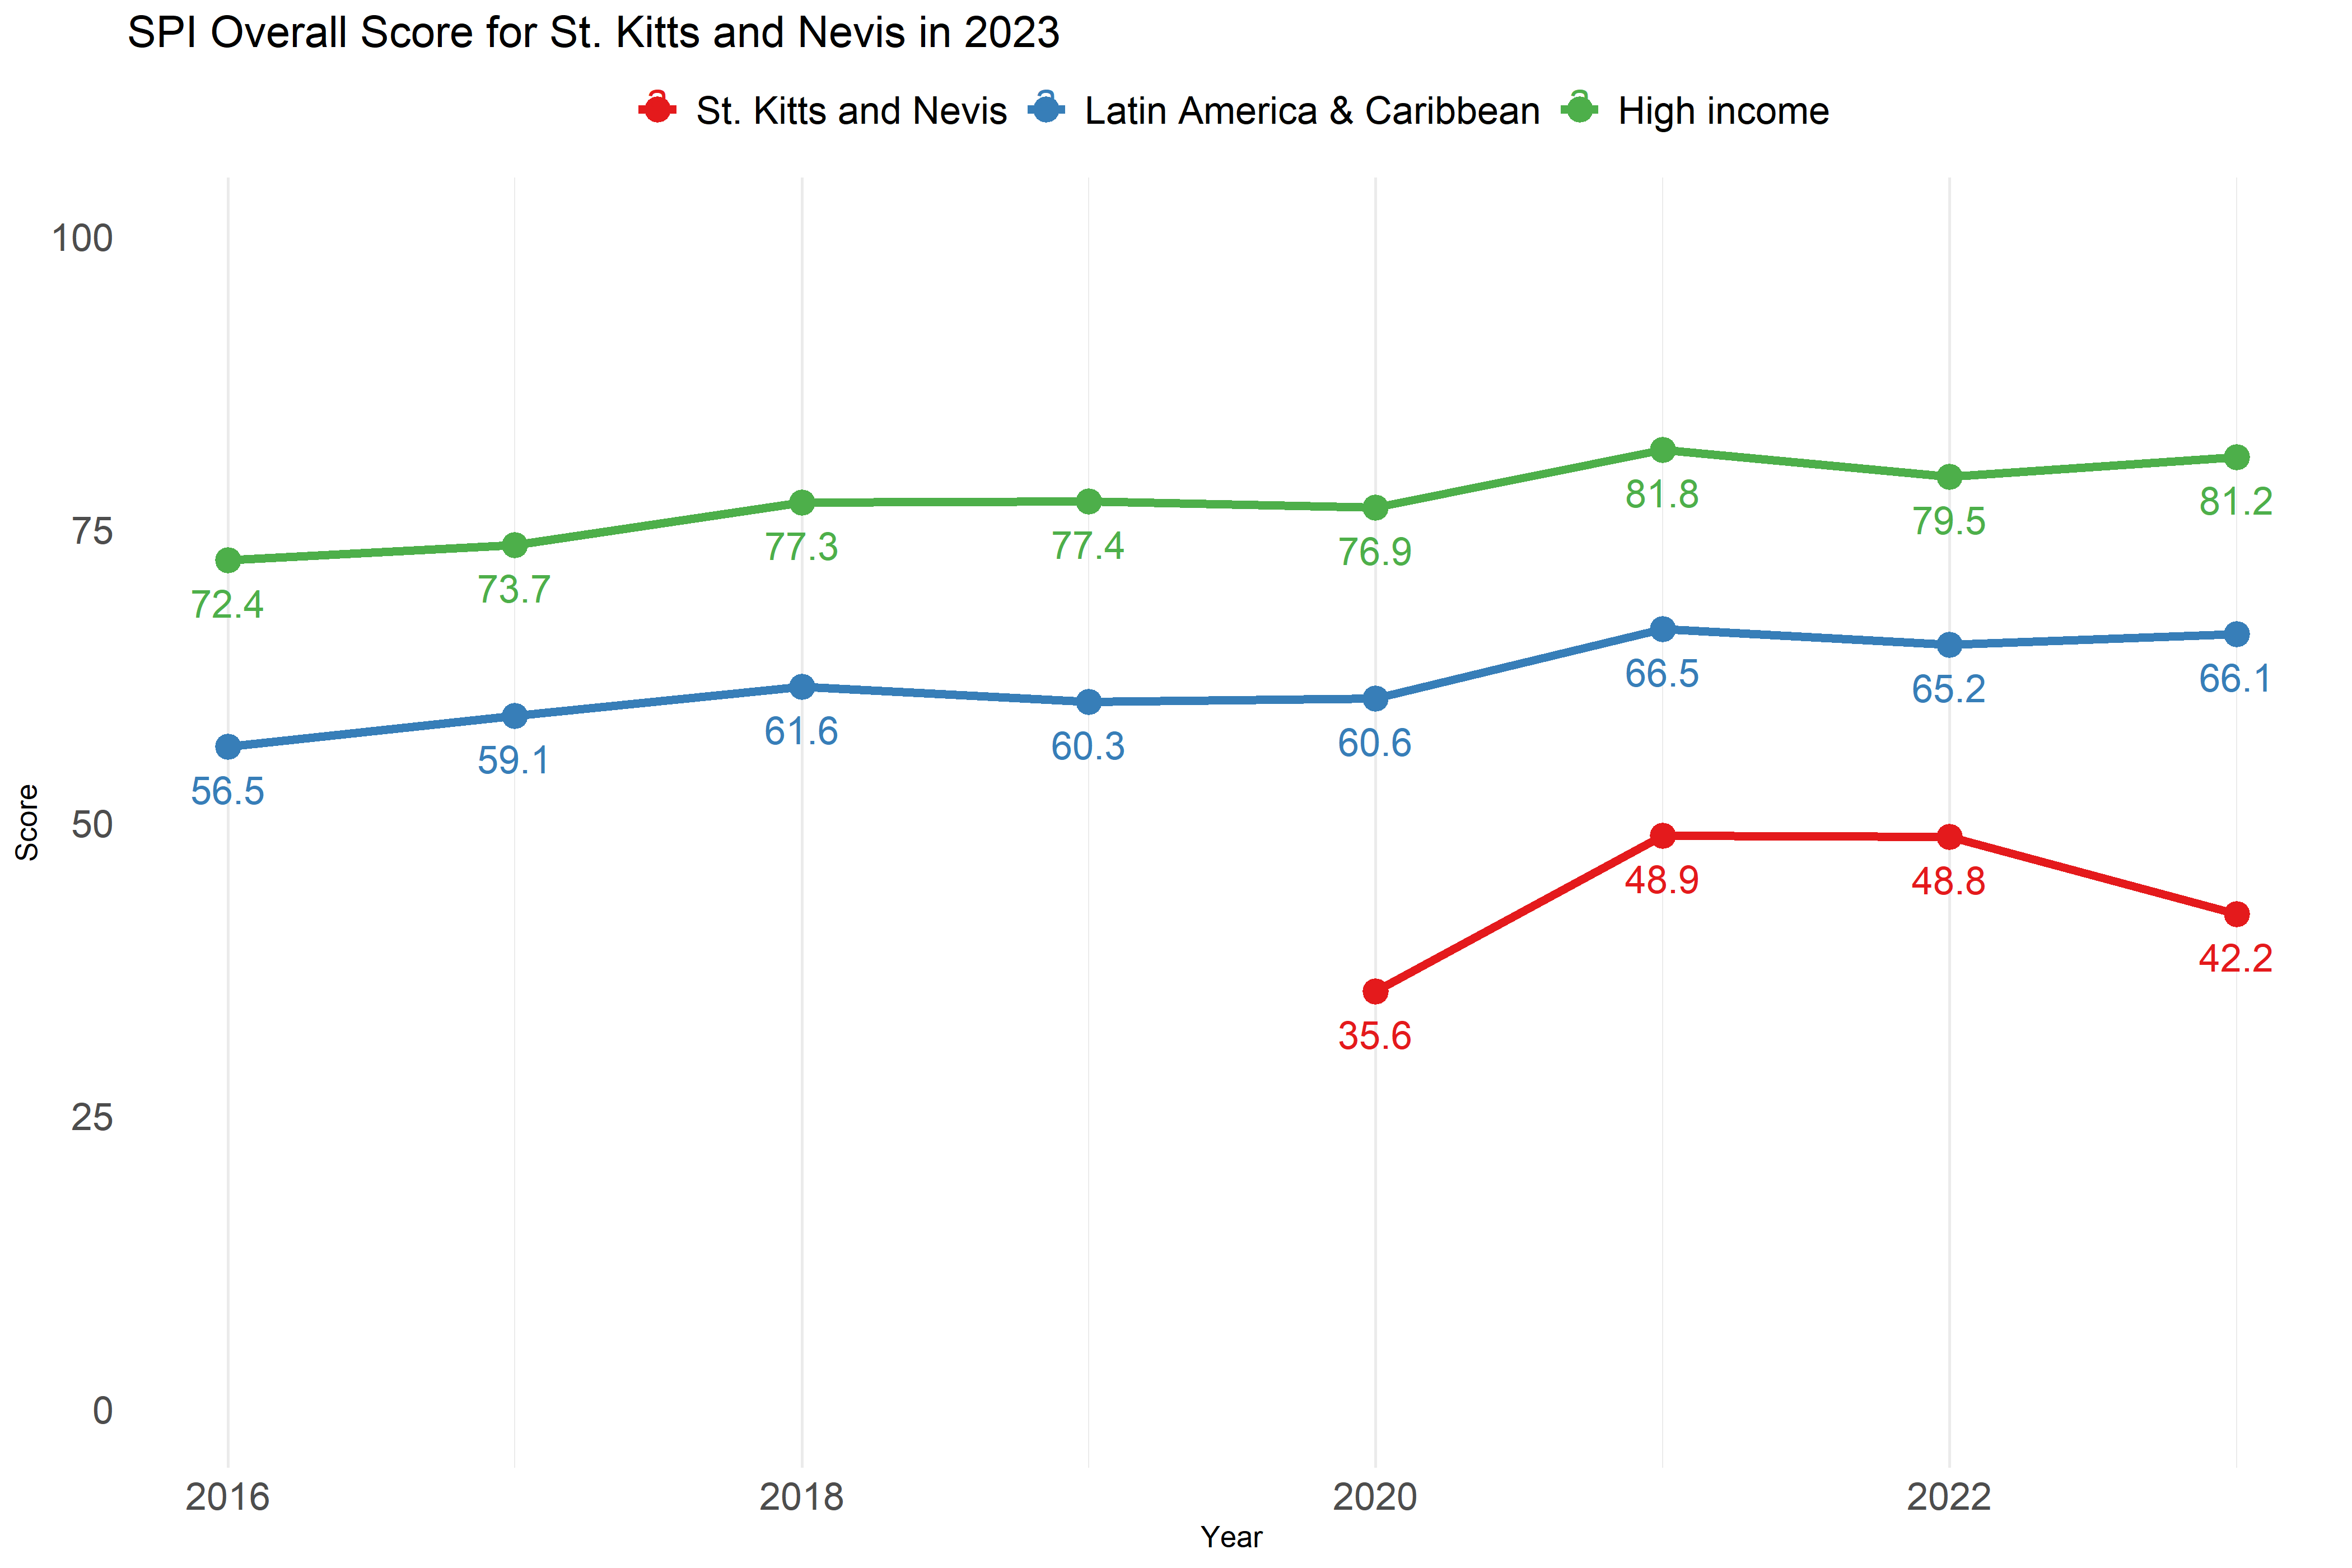 SPI Overall Score for St. Kitts and Nevis in 2023
St. Kitts and Nevis Latin America & Caribbean High income
100
75
50
25
0
Score
72.4 73.7 77.3 77.4 76.9 81.8 79.5 81.2
56.5 59.1 61.6 60.3 60.6 66.5 65.2 66.1
35.6 48.9 48.8 42.2
2016 2018 2020 2022
Year